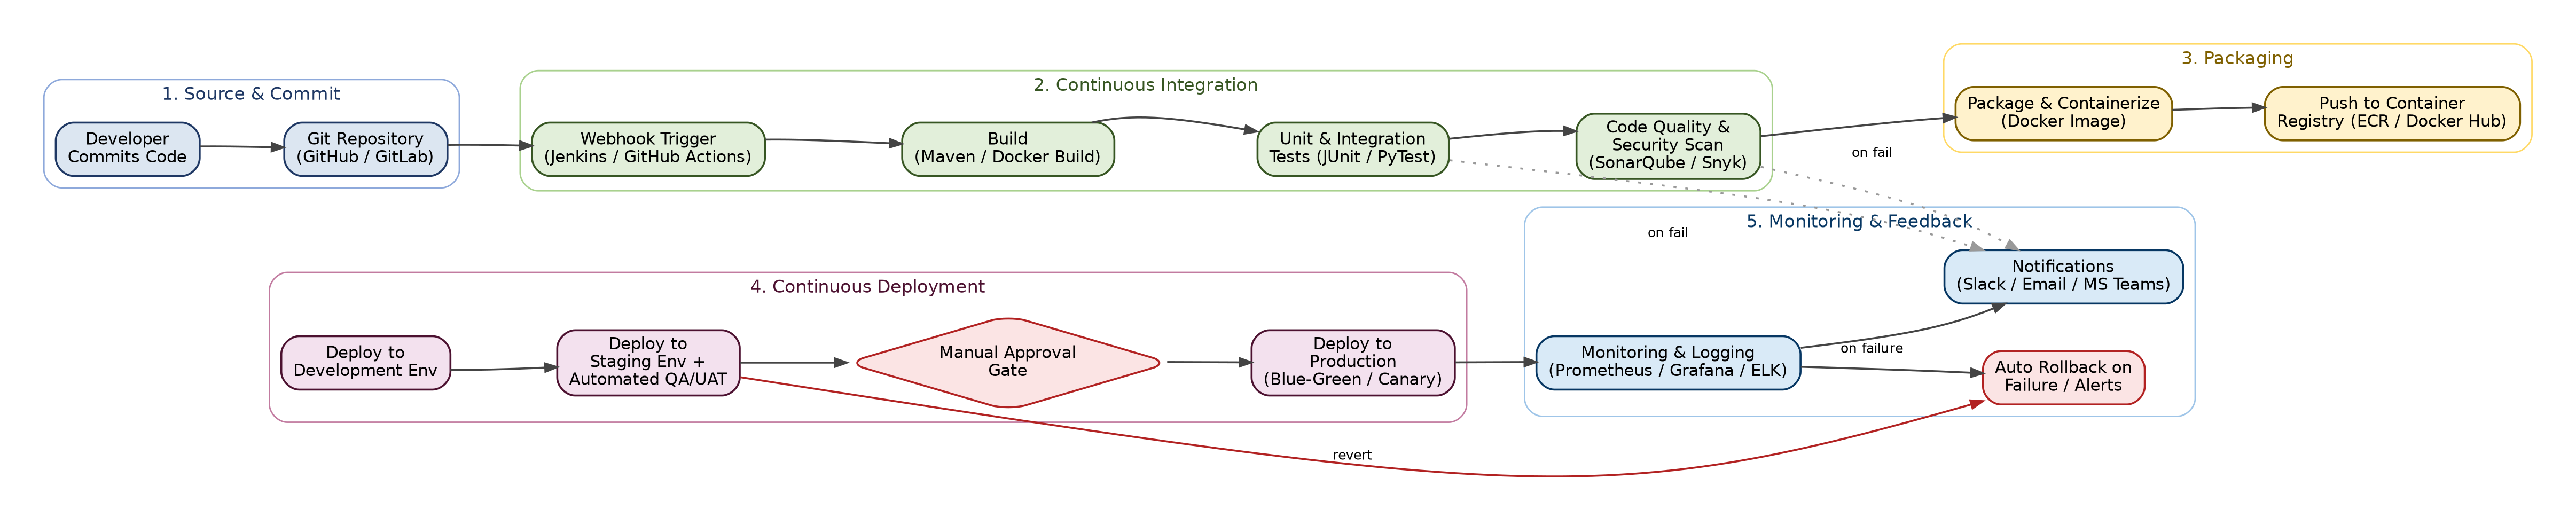 1. Source & Commit
Developer
Commits Code
Git Repository
(GitHub / GitLab)
2. Continuous Integration
Webhook Trigger
(Jenkins / GitHub Actions)
Build
(Maven / Docker Build)
Unit & Integration
Tests (JUnit / PyTest)
Code Quality &
Security Scan
(SonarQube / Snyk)
on fail
3. Packaging
Package & Containerize
(Docker Image)
Push to Container
Registry (ECR / Docker Hub)
4. Continuous Deployment
Deploy to
Development Env
Deploy to
Staging Env +
Automated QA/UAT
Manual Approval
Gate
Deploy to
Production
(Blue-Green / Canary)
5. Monitoring & Feedback
on fail
Notifications
(Slack / Email / MS Teams)
Monitoring & Logging
(Prometheus / Grafana / ELK)
on failure
Auto Rollback on
Failure / Alerts
revert